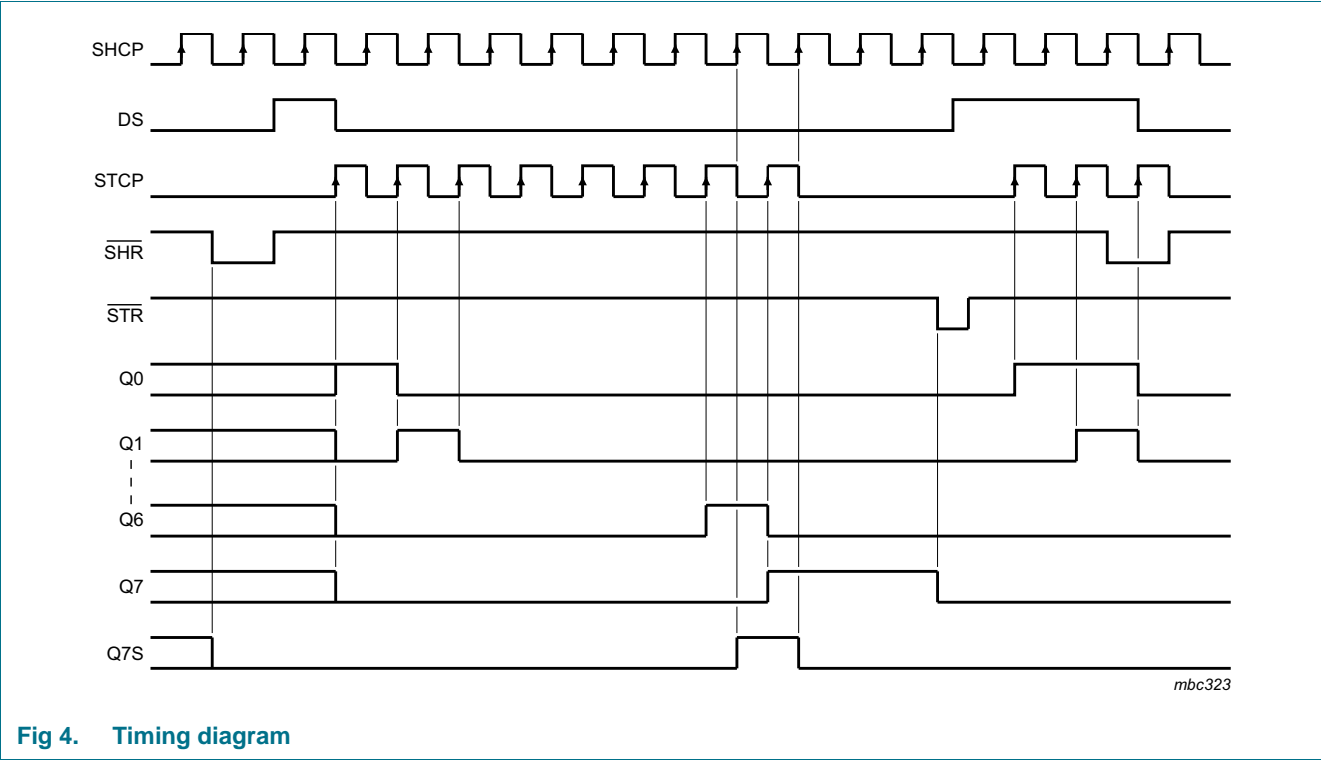 SHCP
DS
STCP
SHR
STR
Q0
Q1
Q6
Q7
Q7S
mbc323
Fig 4. Timing diagram